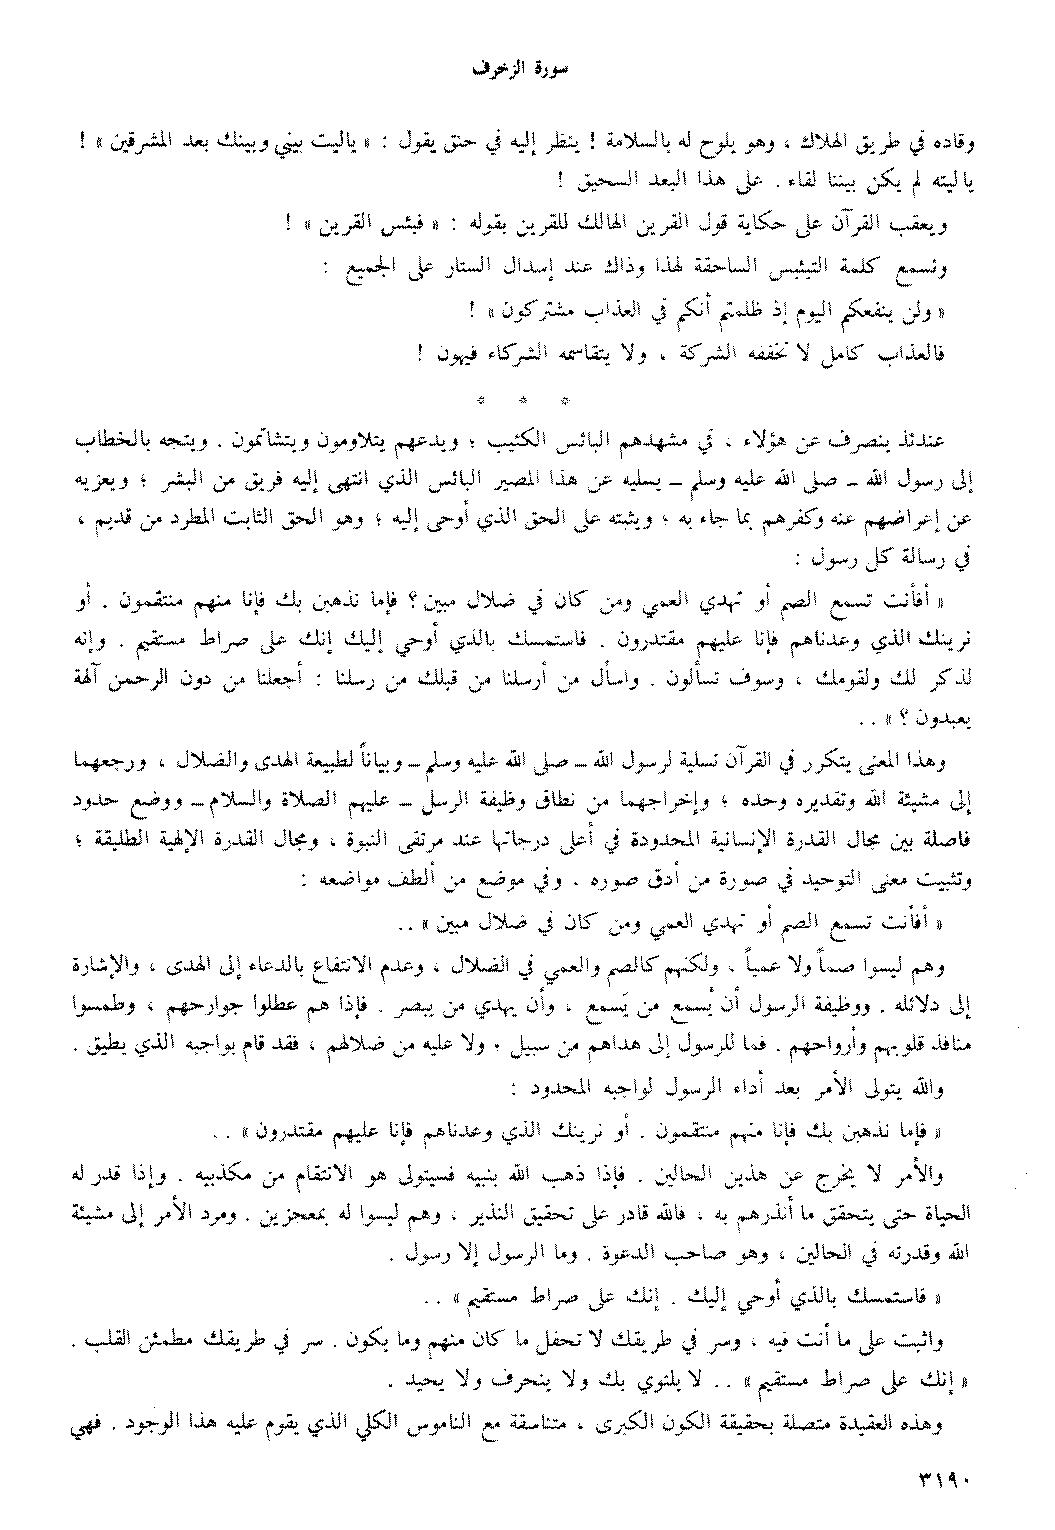 سورة الزخرف
وقاده في طريق الهلاك ، وهو يلوح له بالسلامة ! ينظر إليه في حنق يقول : « ياليت بيني وبينك بعد المشرقين » !
ياليته لم يكن بيننا لقاء . على هذا البعد السحيق !
ويعقب القرآن على حكاية قول القرين الهالك للقرين بقوله : « فبئس القرين » !
ونسمع كلمة التيئيس الساحقة لهذا وذاك عند إسدال الستار على الجميع :
« ولن ينفعكم اليوم إذ ظلمتم أنكم في العذاب مشتركون » !
فالعذاب كامل لا تخففه الشركة ، ولا يتقاسمه الشركاء فيهون !
* * *
عندئذ ينصرف عن هؤلاء ، في مشهدهم البائس الكئيب ؛ ويدعهم يتلاومون ويتشاتمون . ويتجه بالخطاب
إلى رسول الله ـ صلى الله عليه وسلم ـ يسليه عن هذا المصير البائس الذي انتهى إليه فريق من البشر ؛ ويعزيه
عن إعراضهم عنه وكفرهم بما جاء به ؛ ويثبته على الحق الذي أوحى إليه ؛ وهو الحق الثابت المطرد من قديم ،
في رسالة كل رسول :
« أفأنت تسمع الصم أو تهدي العمي ومن كان في ضلال مبين؟ فإما نذهبن بك فإنا منهم منتقمون . أو
نرينك الذي وعدناهم فإنا عليهم مقتدرون . فاستمسك بالذي أوحي إليك إنك على صراط مستقيم . وإنه
لذكر لك ولقومك ، وسوف تسألون . واسأل من أرسلنا من قبلك من رسلنا : أجعلنا من دون الرحمن آلهة
يعبدون ؟ » . .
وهذا المعنى يتكرر في القرآن تسلية لرسول الله ـ صلى الله عليه وسلم ـ وبياناً لطبيعة الهدى والضلال ، ورجعهما
إلى مشيئة الله وتقديره وحده ؛ وإخراجهما من نطاق وظيفة الرسل ـ عليهم الصلاة والسلام ـ ووضع حدود
فاصلة بين مجال القدرة الإنسانية المحدودة في أعلى درجاتها عند مرتقى النبوة ، ومجال القدرة الإلهية الطليقة ؛
وتثبيت معنى التوحيد في صورة من أدق صوره . وفي موضع من ألطف مواضعه :
« أفأنت تسمع الصم أو تهدي العمي ومن كان في ضلال مبين » . .
وهم ليسوا صماً ولا عمياً ، ولكنهم كالصم والعمي في الضلال ، وعدم الانتفاع بالدعاء إلى الهدى ، والإشارة
إلى دلائله . ووظيفة الرسول أن يُسمع من يَسمع ، وأن يهدي من يبصر . فإذا هم عطلوا جوارحهم ، وطمسوا
منافذ قلوبهم وأرواحهم . فما للرسول إلى هداهم من سبيل . ولا عليه من ضلالهم ، فقد قام بواجبه الذي يطيق .
والله يتولى الأمر بعد أداء الرسول لواجبه المحدود :
« فإما نذهبن بك فإنا منهم منتقمون . أو نرينك الذي وعدناهم فإنا عليهم مقتدرون » . .
والأمر لا يخرج عن هذين الحالين . فإذا ذهب الله بنبيه فسيتولى هو الانتقام من مكذبيه . وإذا قدر له
الحياة حتى يتحقق ما أنذرهم به ، فالله قادر على تحقيق النذير ، وهم ليسوا له بمعجزين . ومرد الأمر إلى مشيئة
الله وقدرته في الحالين ، وهو صاحب الدعوة . وما الرسول إلا رسول .
« فاستمسك بالذي أوحي إليك . إنك على صراط مستقيم » . .
واثبت على ما أنت فيه ، وسر في طريقك لا تحفل ما كان منهم وما يكون . سر في طريقك مطمئن القلب .
« إنك على صراط مستقيم » . . لا يلتوي بك ولا ينحرف ولا يحيد .
وهذه العقيدة متصلة بحقيقة الكون الكبرى ، متناسقة مع الناموس الكلي الذي يقوم عليه هذا الوجود . فهي
٣١٩٠